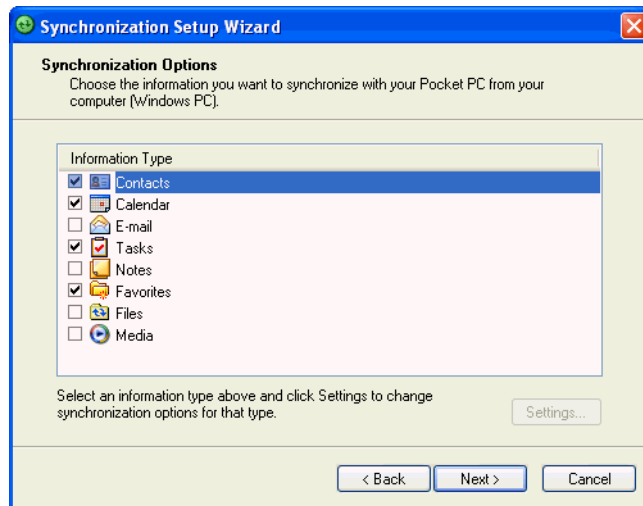 Synchronization Setup Wizard
Synchronization Options
Choose the information you want to synchronize with your Pocket PC from your
computer (Windows PC).
Information Type
Contacts
Calendar
E-mail
Tasks
Notes
Favorites
Files
Media
Select an information type above and click Settings to change
synchronization options for that type.
Settings...
< Back
Next >
Cancel